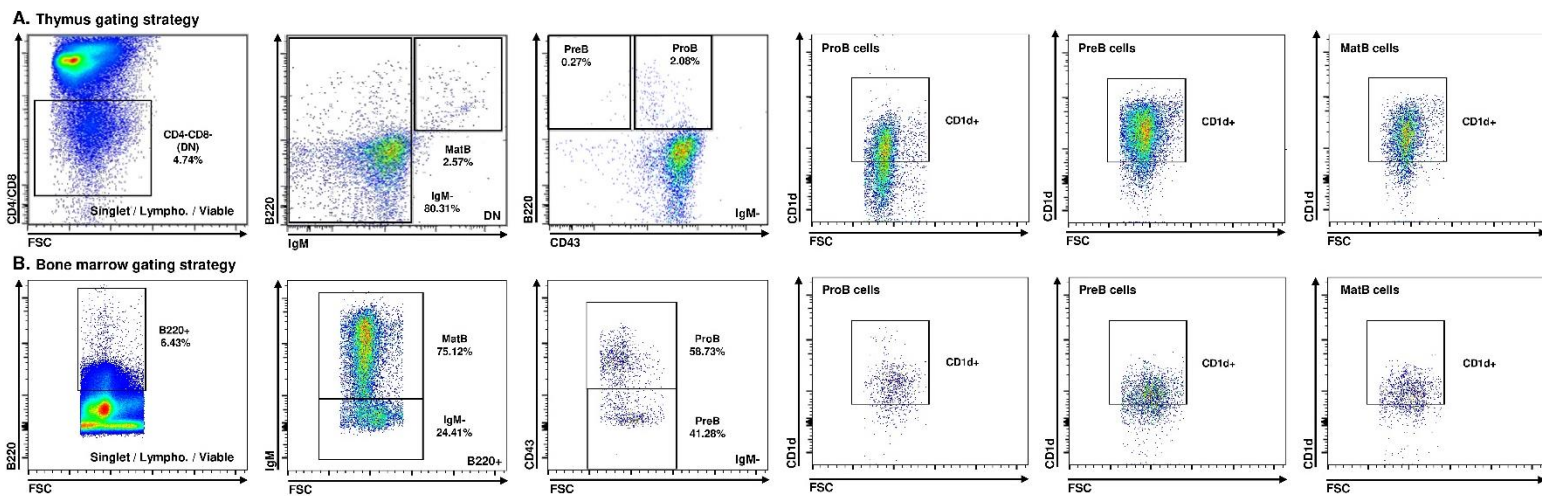 A. Thymus gating strategy
CD4/CD8
CD4-CD8-
(DN)
4.74%
Singlet / Lympho. / Viable
FSC
B220
MatB
2.57%
IgM-
80.31%
DN
IgM
B220
PreB
0.27%
ProB
2.08%
IgM-
CD43
CD1d
ProB cells
CD1d+
FSC
CD1d
PreB cells
CD1d+
FSC
CD1d
MatB cells
CD1d+
FSC
B. Bone marrow gating strategy
B220
B220+
6.43%
Singlet / Lympho. / Viable
FSC
IgM
MatB
75.12%
IgM-
24.41%
B220+
FSC
CD43
ProB
58.73%
PreB
41.28%
IgM-
FSC
CD1d
ProB cells
CD1d+
FSC
CD1d
PreB cells
CD1d+
FSC
CD1d
MatB cells
CD1d+
FSC